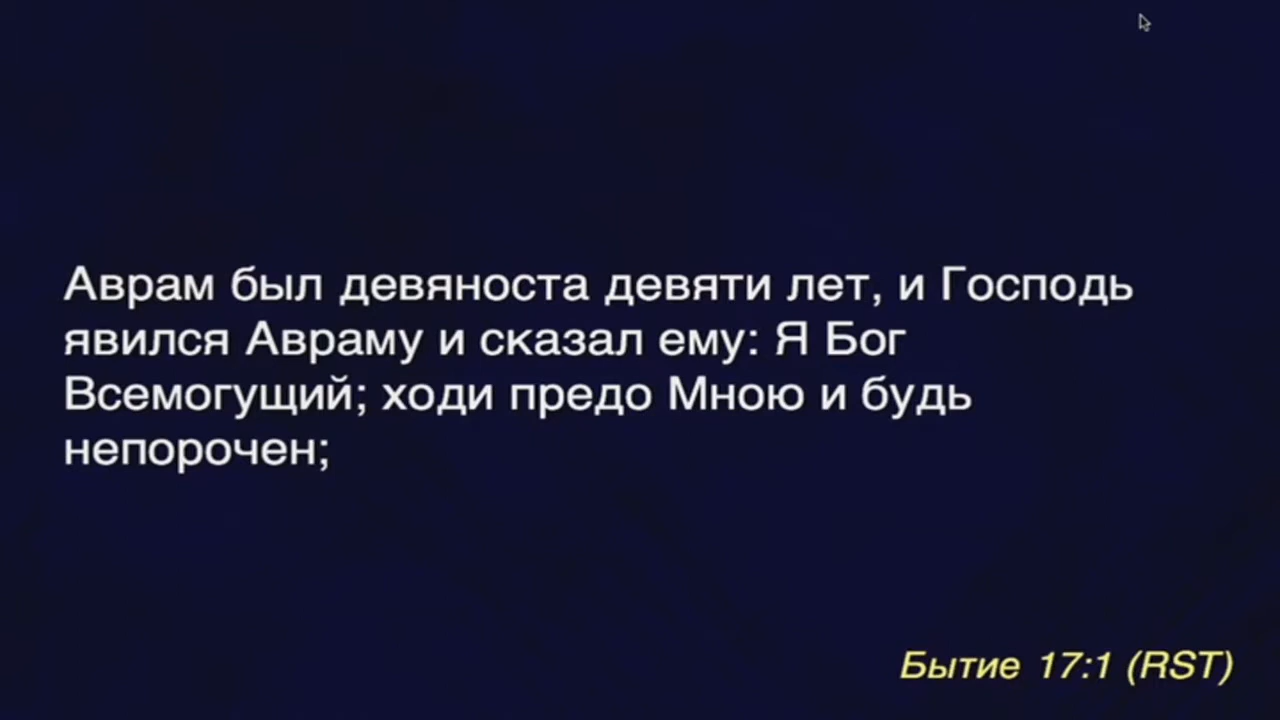 Аврам был девяноста девяти лет, и Господь
явился Авраму и сказал ему: Я Бог
Всемогущий; ходи предо Мною и будь
непорочен;
Бытие 17:1 (RST)